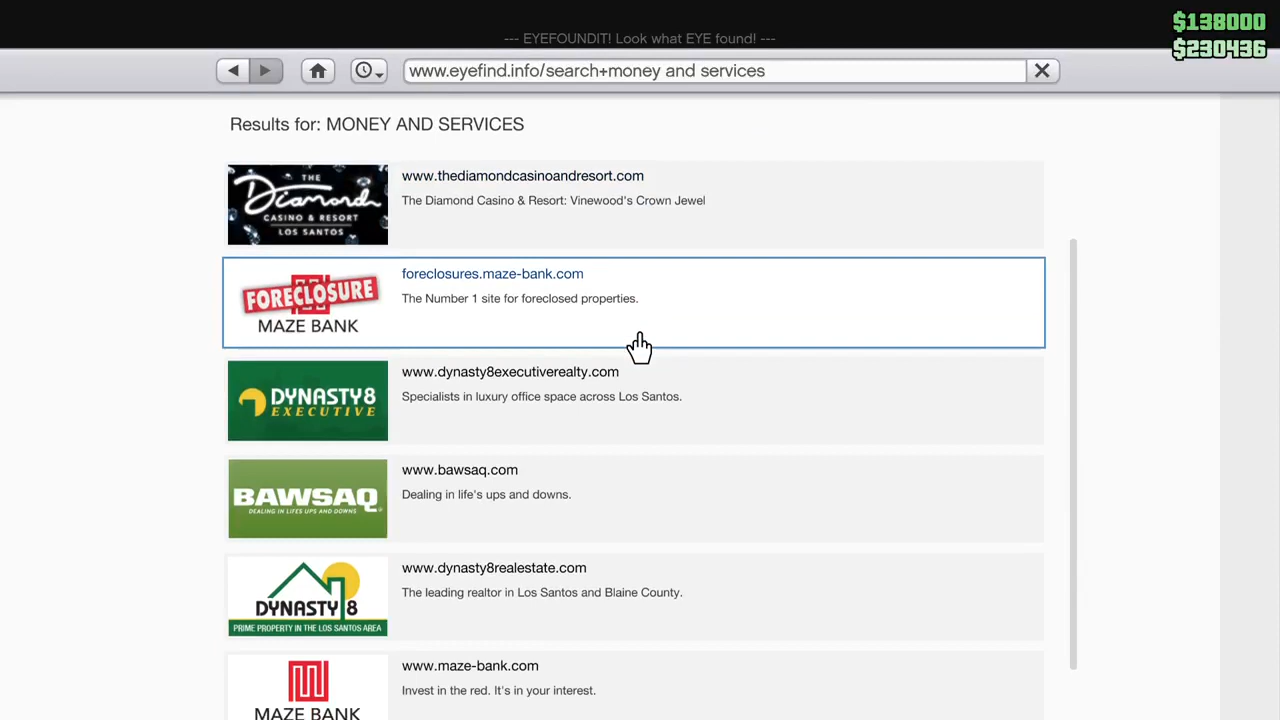 $138000
--- EYEFOUNDIT! Look what EYE found! ---
$230436
www.eyefind.info/search+money and services
Results for: MONEY AND SERVICES
THE
Diamond
CASINO & RESORT
LOS SANTOS
www.thediamondcasinoandresort.com
The Diamond Casino & Resort: Vinewood's Crown Jewel
FORECLOSURE
MAZE BANK
foreclosures.maze-bank.com
The Number 1 site for foreclosed properties.
DYNASTY8
EXECUTIVE
www.dynasty8executiverealty.com
Specialists in luxury office space across Los Santos.
BAWSAQ
DEALING IN LIFES UPS AND DOWNS
www.bawsaq.com
Dealing in life's ups and downs.
DYNASTY 8
PRIME PROPERTY IN THE LOS SANTOS AREA
www.dynasty8realestate.com
The leading realtor in Los Santos and Blaine County.
MAZE BANK
www.maze-bank.com
Invest in the red. It's in your interest.